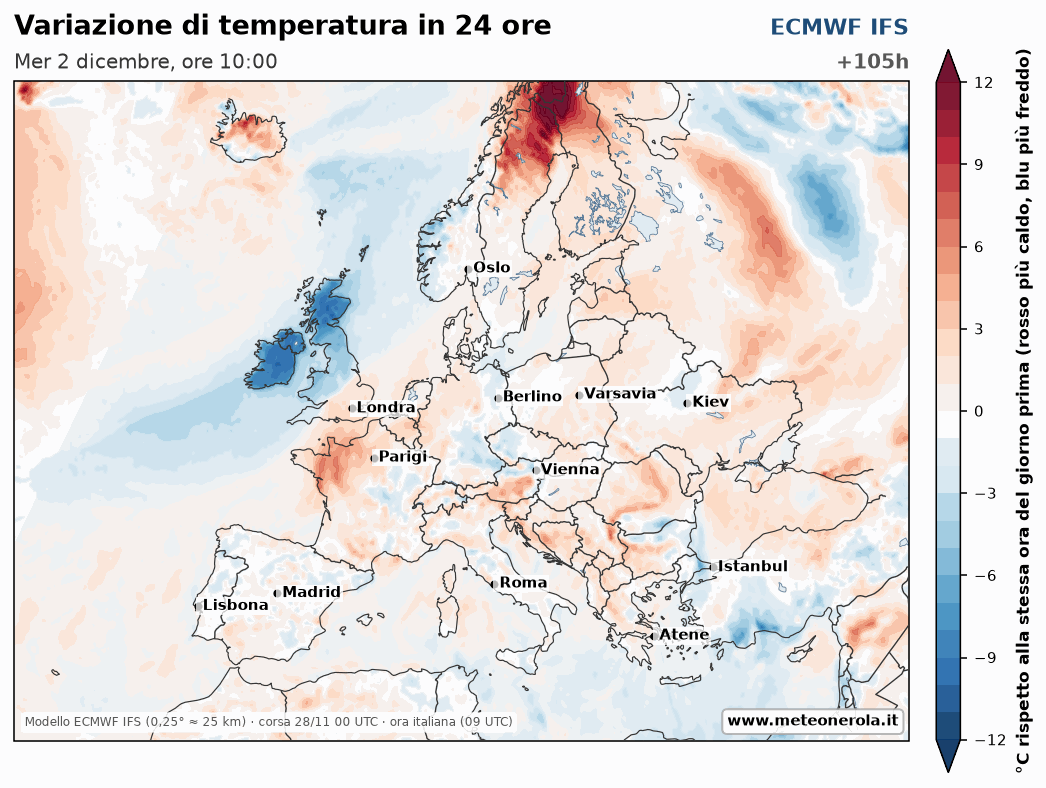 Variazione di temperatura in 24 ore
ECMWF IFS
Mer 2 dicembre, ore 10:00
+105h
Oslo
Berlino
Varsavia
Kiev
Londra
Parigi
Vienna
Istanbul
Roma
Madrid
Lisbona
Atene
Modello ECMWF IFS (0,25° ≈ 25 km) · corsa 28/11 00 UTC · ora italiana (09 UTC)
www.meteonerola.it
12
9
6
3
0
−3
−6
−9
−12
°C rispetto alla stessa ora del giorno prima (rosso più caldo, blu più freddo)